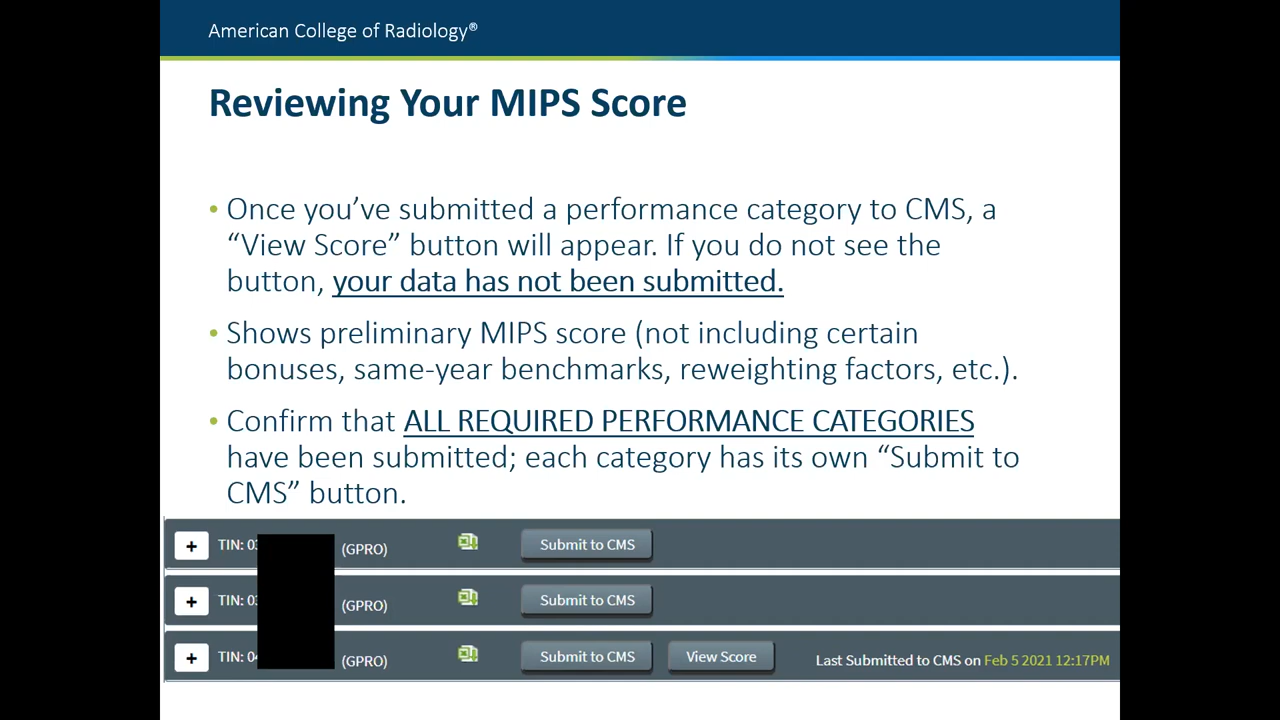 American College of Radiology®
Reviewing Your MIPS Score
• Once you’ve submitted a performance category to CMS, a
“View Score” button will appear. If you do not see the
button, your data has not been submitted.
• Shows preliminary MIPS score (not including certain
bonuses, same-year benchmarks, reweighting factors, etc.).
• Confirm that ALL REQUIRED PERFORMANCE CATEGORIES
have been submitted; each category has its own “Submit to
CMS” button.
+ TIN: 03 (GPRO) Submit to CMS
+ TIN: 03 (GPRO) Submit to CMS
+ TIN: 04 (GPRO) Submit to CMS View Score Last Submitted to CMS on Feb 5 2021 12:17PM